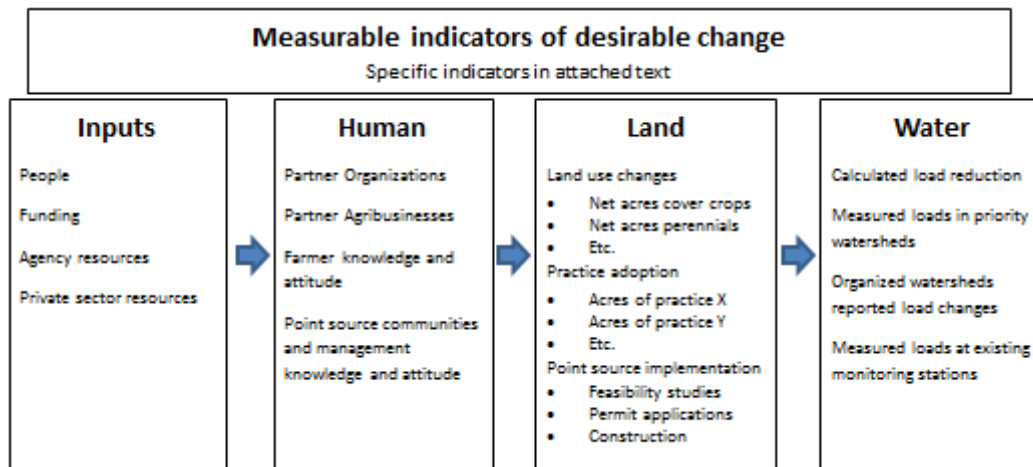 Measurable indicators of desirable change
Specific indicators in attached text
Inputs
People
Funding
Agency resources
Private sector resources
Human
Partner Organizations
Partner Agribusinesses
Farmer knowledge and
attitude
Point source communities
and management
knowledge and attitude
Land
Land use changes
• Net acres cover crops
• Net acres perennials
• Etc.
Practice adoption
• Acres of practice X
• Acres of practice Y
• Etc.
Point source implementation
• Feasibility studies
• Permit applications
• Construction
Water
Calculated load reduction
Measured loads in priority
watersheds
Organized watersheds
reported load changes
Measured loads at existing
monitoring stations